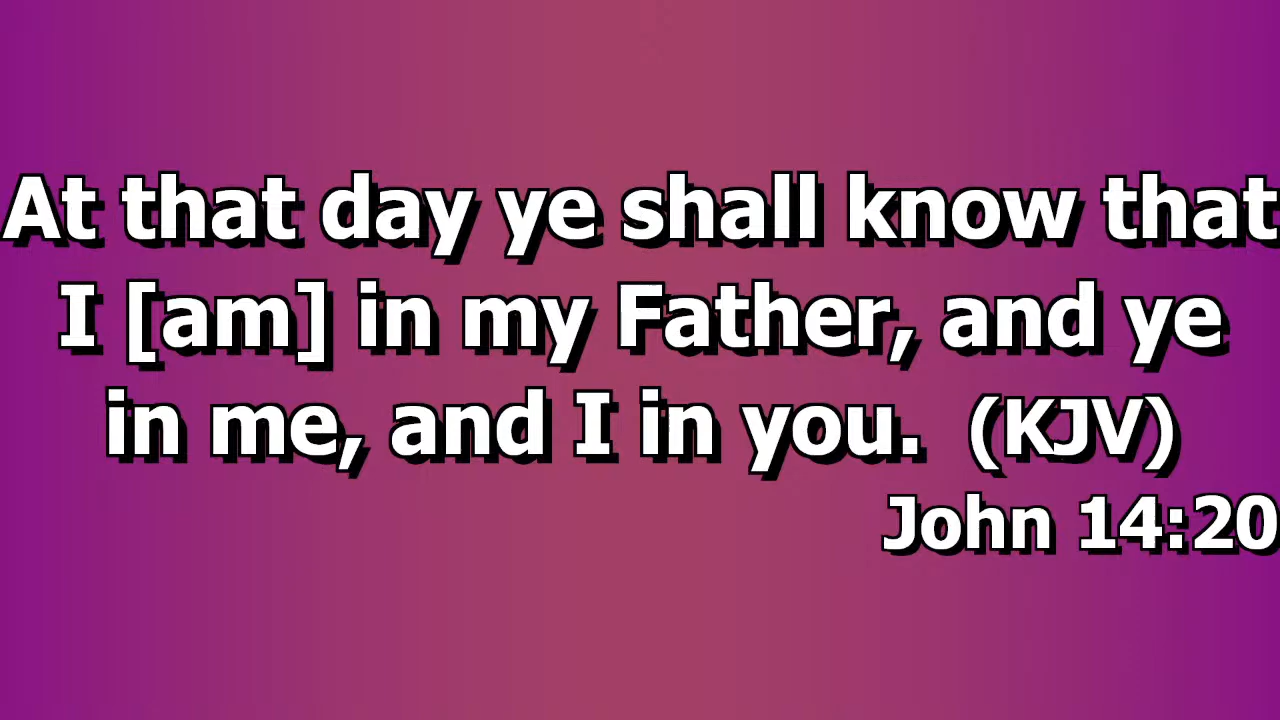 At that day ye shall know that
I [am] in my Father, and ye
in me, and I in you. (KJV)
John 14:20